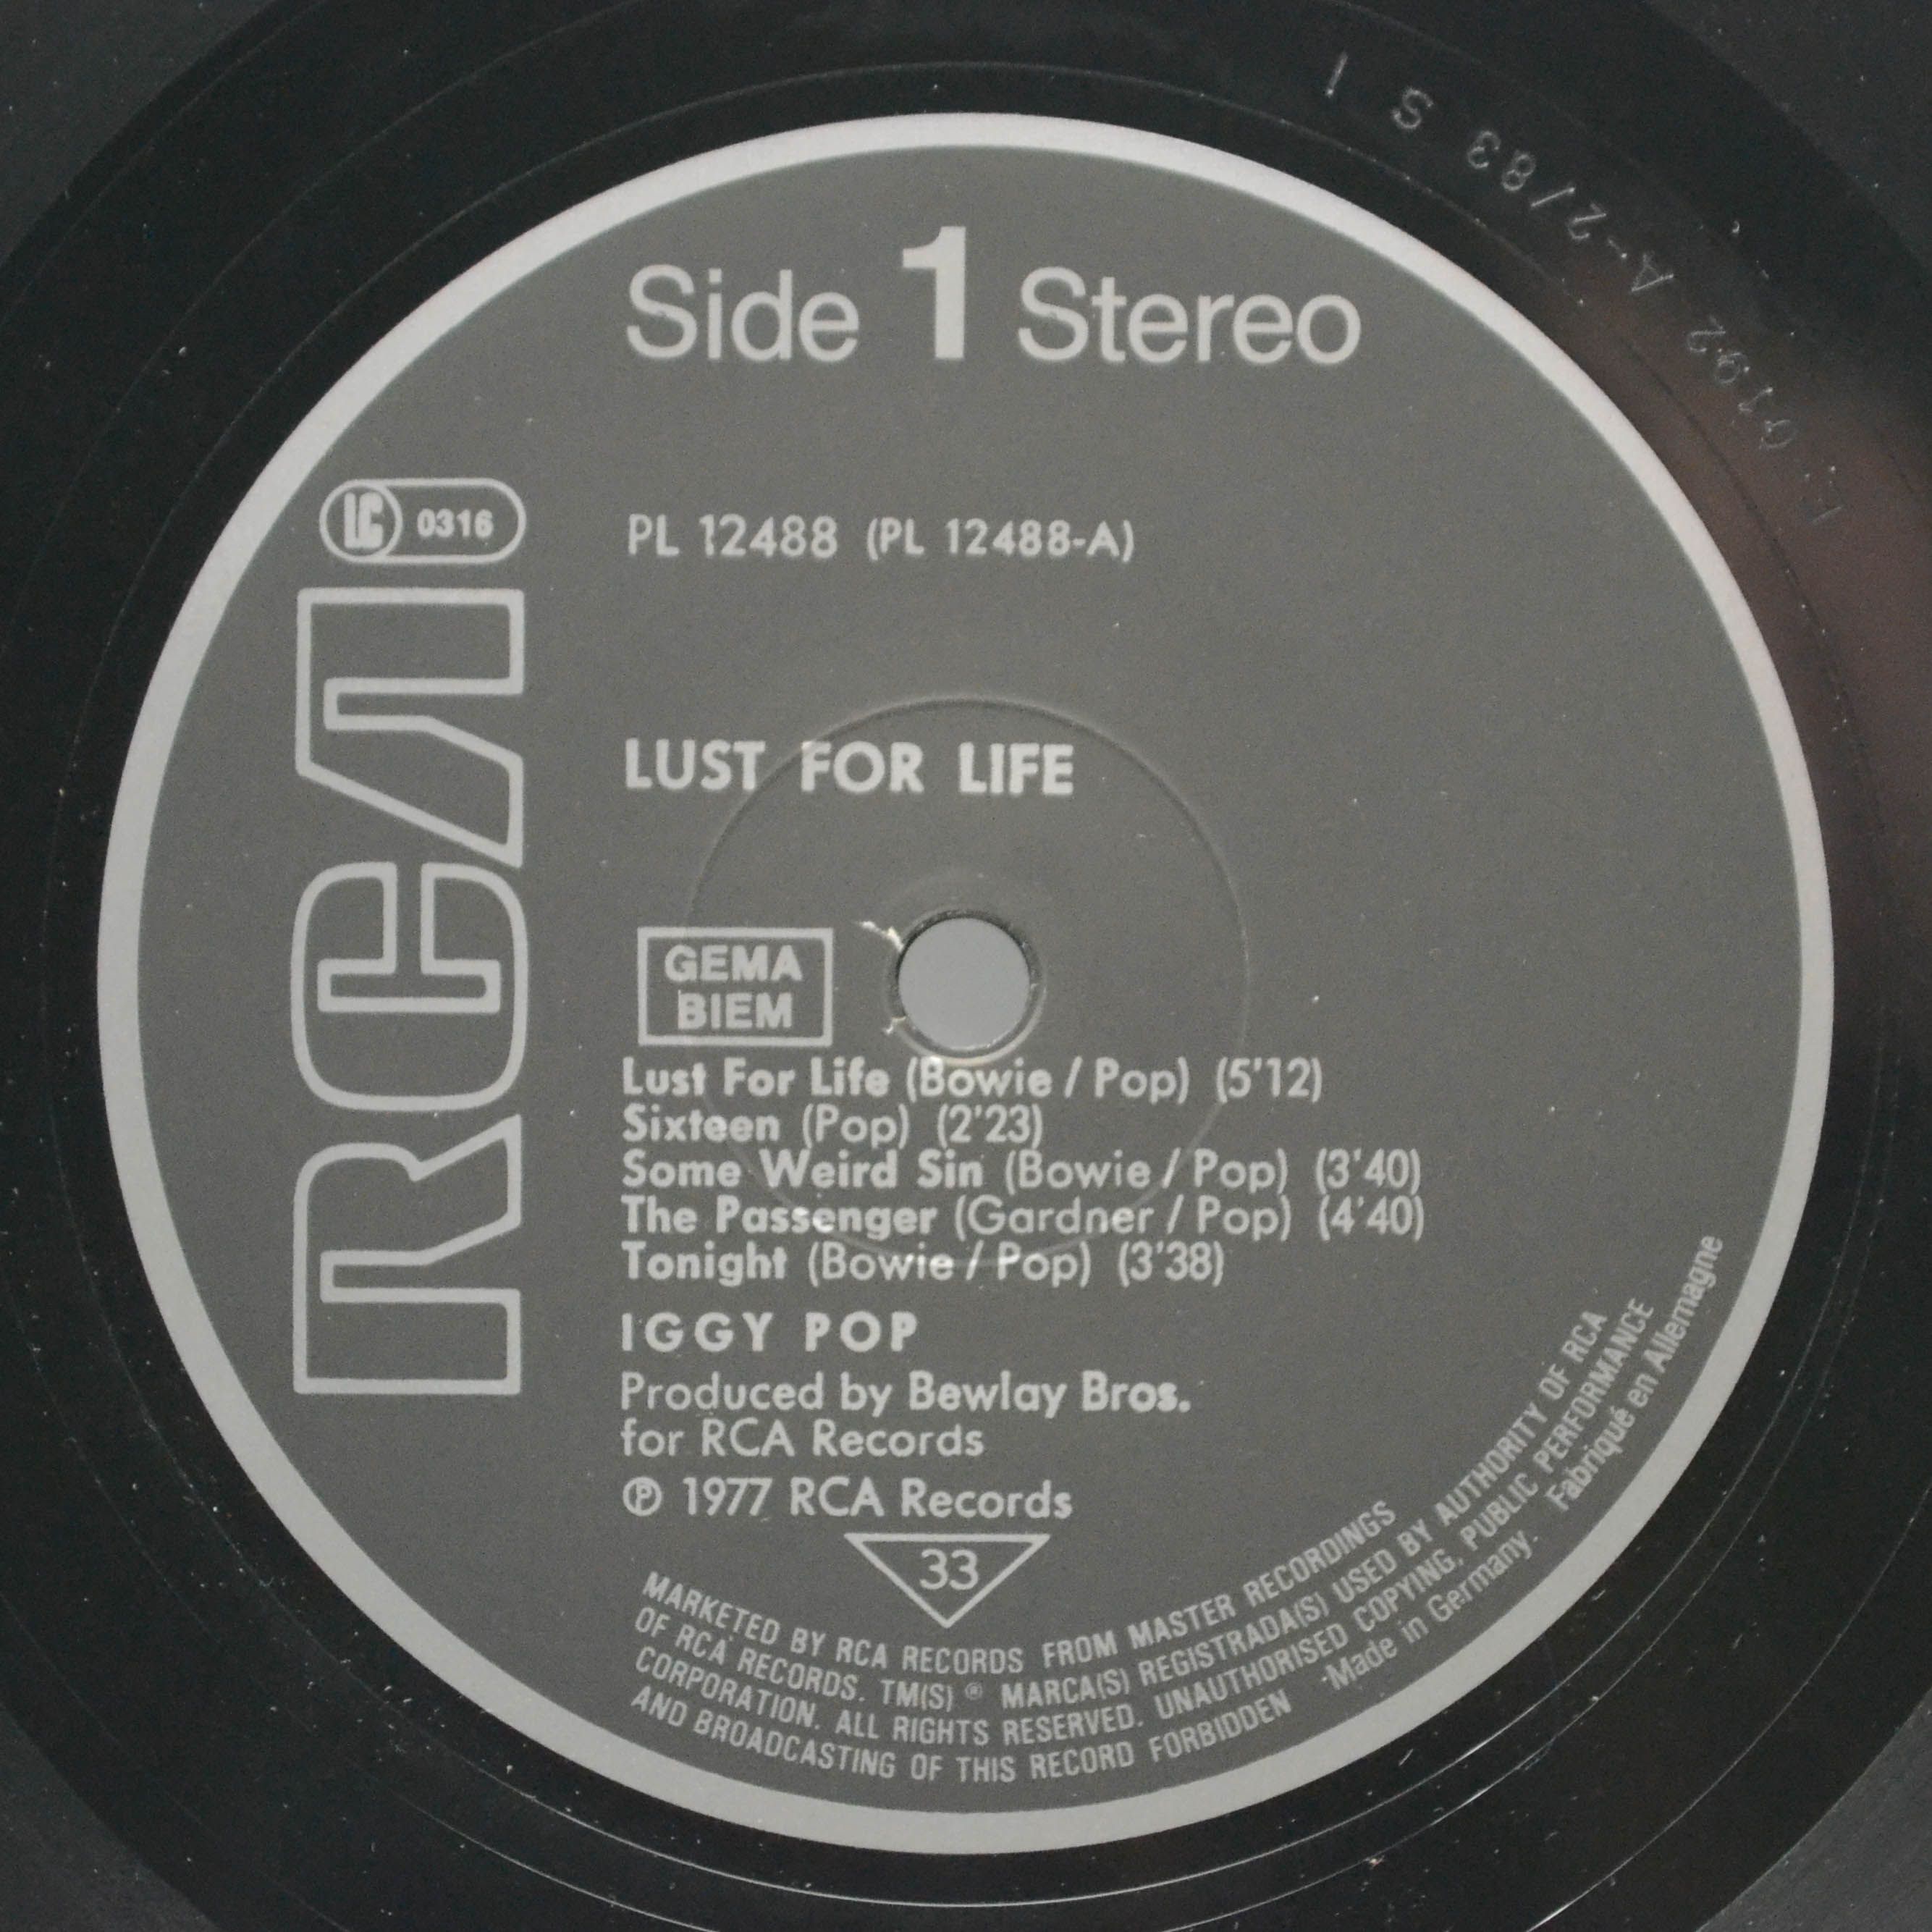 Side 1 Stereo
LC 0316
PL 12488 (PL 12488-A)
RCA
LUST FOR LIFE
GEMA
BIEM
Lust For Life (Bowie / Pop) (5'12)
Sixteen (Pop) (2'23)
Some Weird Sin (Bowie / Pop) (3'40)
The Passenger (Gardner / Pop) (4'40)
Tonight (Bowie / Pop) (3'38)
IGGY POP
Produced by Bewlay Bros.
for RCA Records
℗ 1977 RCA Records
33
MARKETED BY RCA RECORDS FROM MASTER RECORDINGS
OF RCA RECORDS. TM(S) ® MARCA(S) REGISTRADA(S) USED BY AUTHORITY OF RCA
CORPORATION. ALL RIGHTS RESERVED. UNAUTHORISED COPYING, PUBLIC PERFORMANCE
AND BROADCASTING OF THIS RECORD FORBIDDEN ·Made in Germany. Fabriqué en Allemagne
A-2/83 S 1